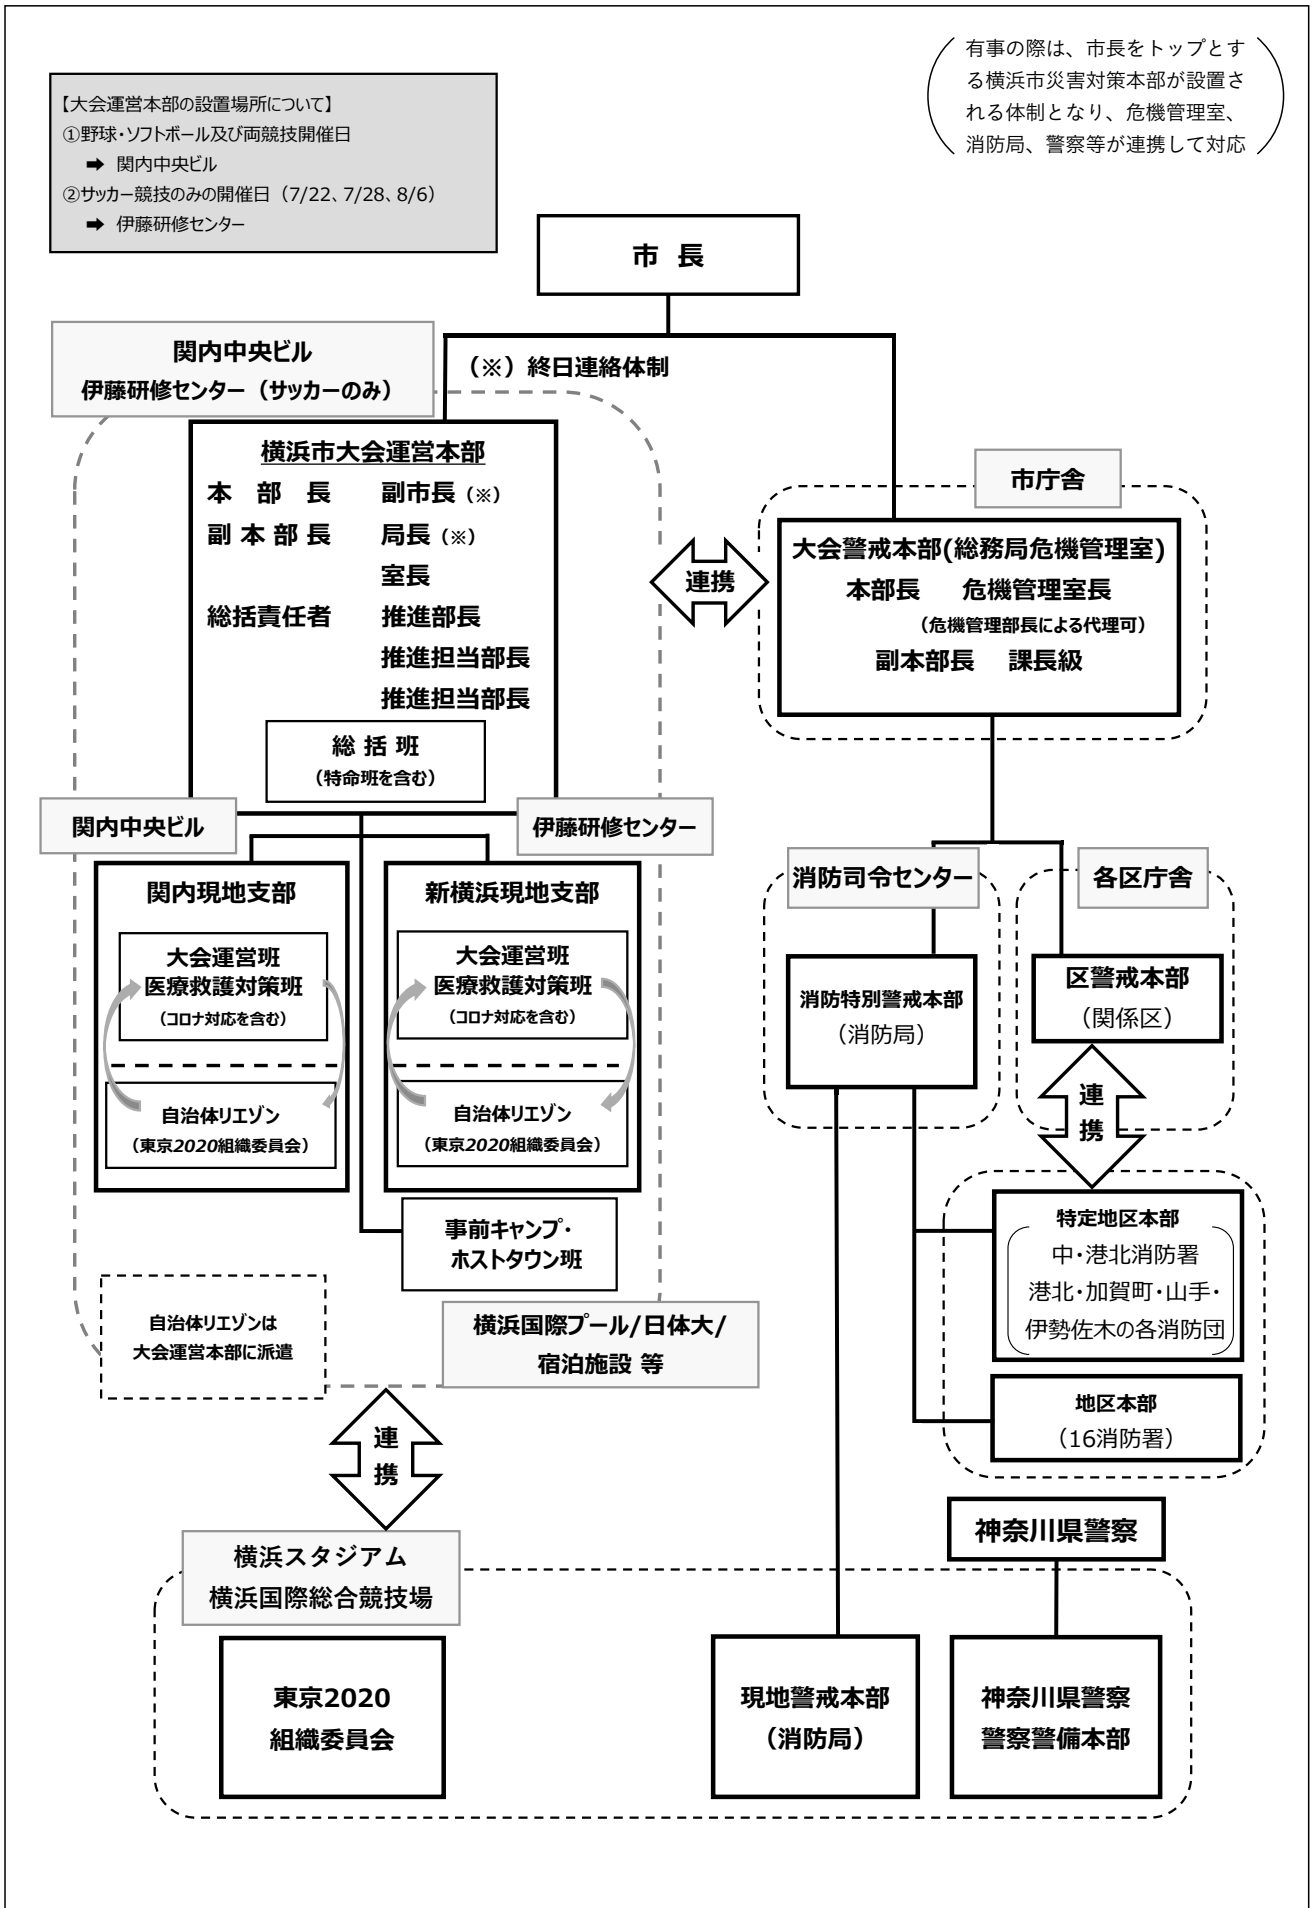 有事の際は、市長をトップとす
る横浜市災害対策本部が設置さ
れる体制となり、危機管理室、
消防局、警察等が連携して対応
【大会運営本部の設置場所について】
①野球・ソフトボール及び両競技開催日
➡ 関内中央ビル
②サッカー競技のみの開催日（7/22、7/28、8/6）
➡ 伊藤研修センター
市 長
関内中央ビル
伊藤研修センター（サッカーのみ）
（※）終日連絡体制
横浜市大会運営本部
本 部 長 副市長（※）
副 本 部 長 局長（※）
室長
総括責任者 推進部長
推進担当部長
推進担当部長
総 括 班
（特命班を含む）
連携
市庁舎
大会警戒本部(総務局危機管理室)
本部長 危機管理室長
（危機管理部長による代理可）
副本部長 課長級
関内中央ビル
伊藤研修センター
関内現地支部
大会運営班
医療救護対策班
（コロナ対応を含む）
自治体リエゾン
（東京2020組織委員会）
新横浜現地支部
大会運営班
医療救護対策班
（コロナ対応を含む）
自治体リエゾン
（東京2020組織委員会）
事前キャンプ・
ホストタウン班
自治体リエゾンは
大会運営本部に派遣
横浜国際プール/日体大/
宿泊施設 等
消防司令センター
消防特別警戒本部
（消防局）
各区庁舎
区警戒本部
（関係区）
連
携
特定地区本部
中・港北消防署
港北・加賀町・山手・
伊勢佐木の各消防団
地区本部
（16消防署）
連
携
横浜スタジアム
横浜国際総合競技場
東京2020
組織委員会
現地警戒本部
（消防局）
神奈川県警察
神奈川県警察
警察警備本部